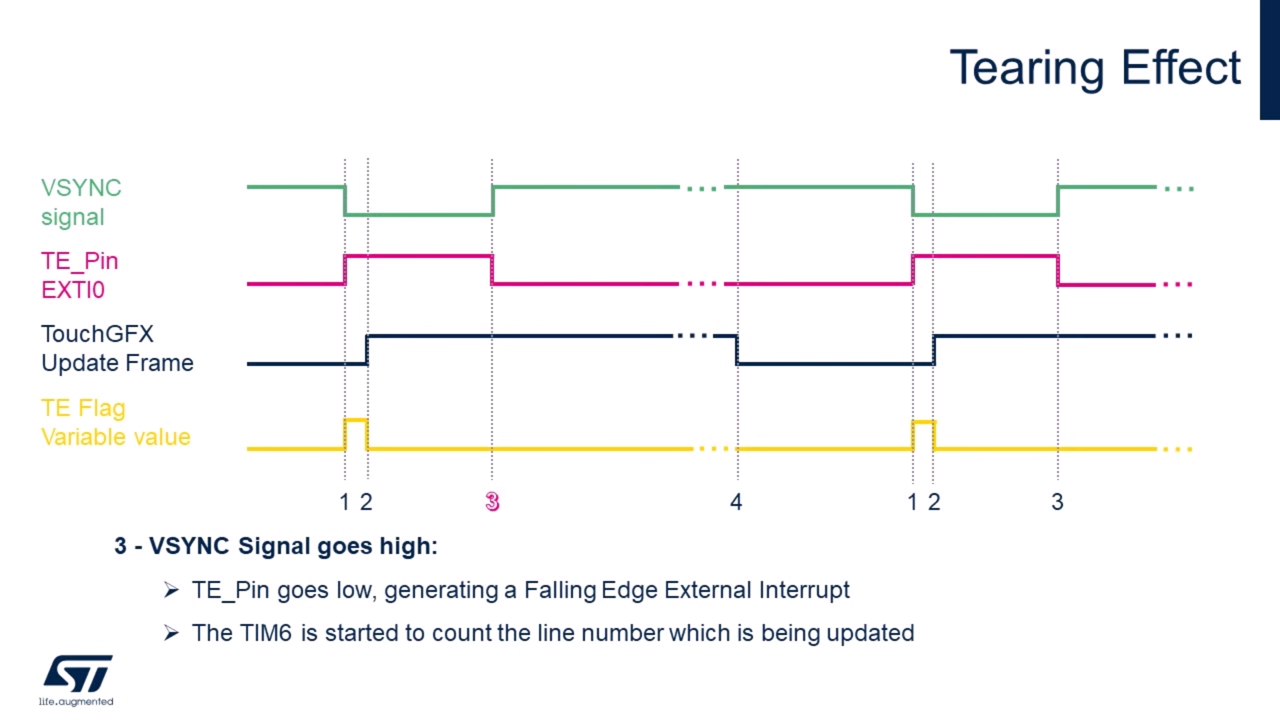 Tearing Effect
VSYNC
signal
TE_Pin
EXTI0
TouchGFX
Update Frame
TE Flag
Variable value
1 2 3 4 1 2 3
3 - VSYNC Signal goes high:
TE_Pin goes low, generating a Falling Edge External Interrupt
The TIM6 is started to count the line number which is being updated
ST
life.augmented